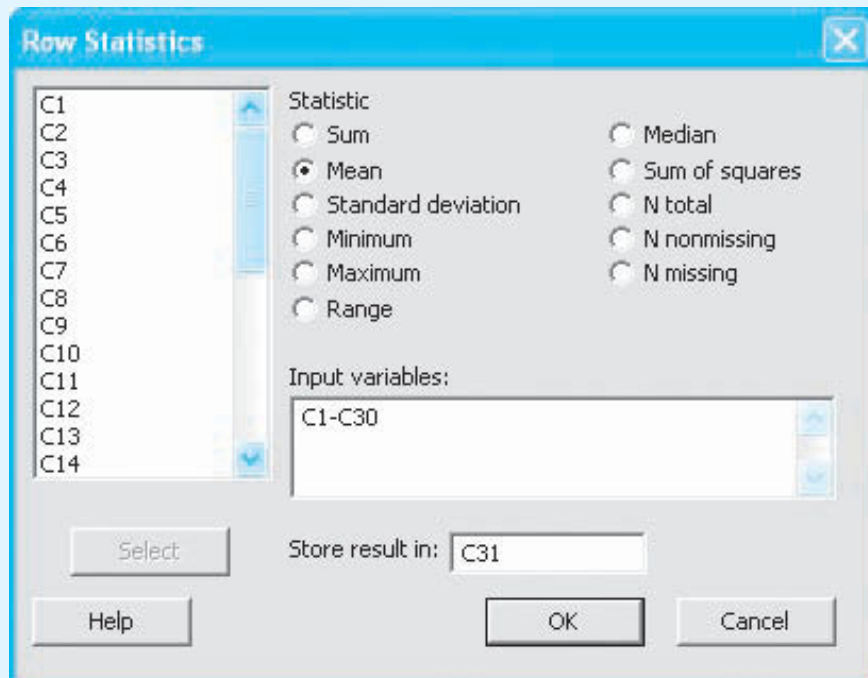 Row Statistics
C1
C2
C3
C4
C5
C6
C7
C8
C9
C10
C11
C12
C13
C14
Statistic
Sum
Mean
Standard deviation
Minimum
Maximum
Range
Median
Sum of squares
N total
N nonmissing
N missing
Input variables:
C1-C30
Select
Store result in: C31
Help OK Cancel